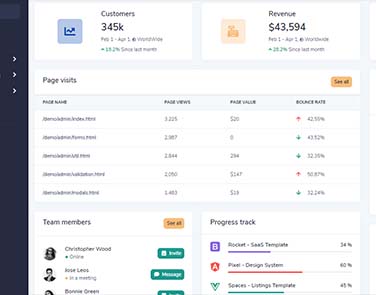 Customers
345k
Feb 1 - Apr 1, WorldWide
18.2% Since last month
Revenue
$43,594
Feb 1 - Apr 1, Worldwide
28.2% Since last month
Page visits
See all
PAGE NAME PAGE VIEWS PAGE VALUE BOUNCE RATE
/demo/admin/index.html 3,225 $20 42,55%
/demo/admin/forms.html 2,987 0 43,52%
/demo/admin/util.html 2,844 294 32,35%
/demo/admin/validation.html 2,050 $147 50,87%
/demo/admin/modals.html 1,483 $19 32,24%
Team members
See all
Christopher Wood
Online
Invite
Jose Leos
In a meeting
Message
Bonnie Green
Progress track
Rocket - SaaS Template 34 %
Pixel - Design System 60 %
Spaces - Listings Template 45 %